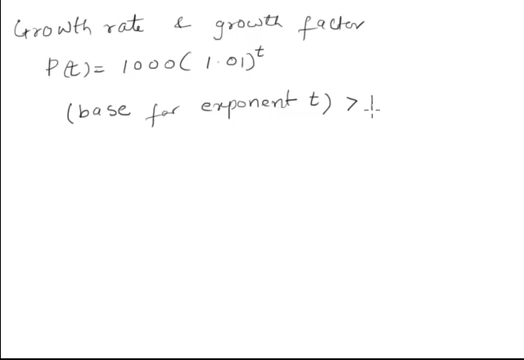 Growth rate & growth factor
P(t) = 1000(1.01)^t
(base for exponent t) > 1